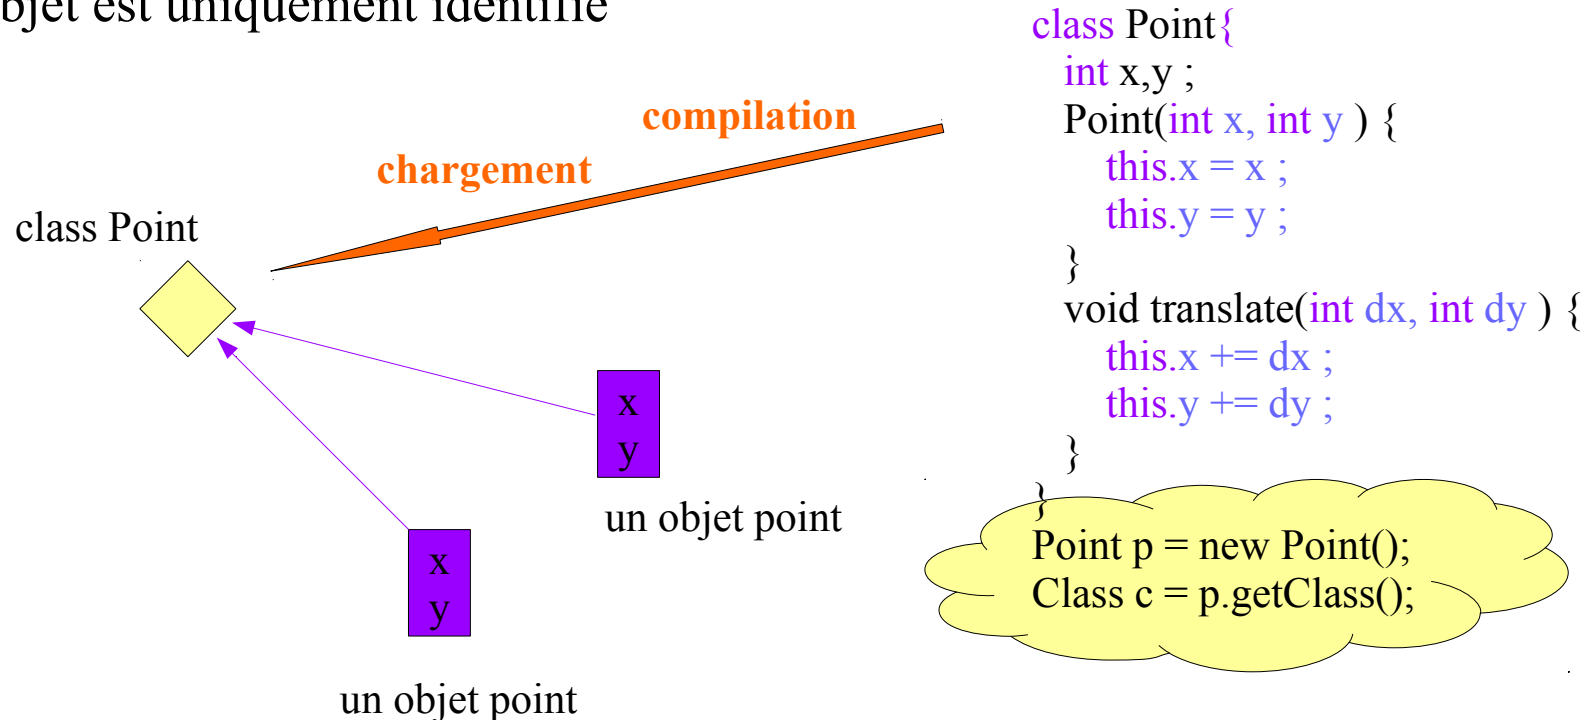 objet est uniquement identifié
compilation
chargement
class Point
x
y
un objet point
x
y
un objet point
class Point{
int x,y ;
Point(int x, int y ) {
this.x = x ;
this.y = y ;
}
void translate(int dx, int dy ) {
this.x += dx ;
this.y += dy ;
}
}
Point p = new Point();
Class c = p.getClass();